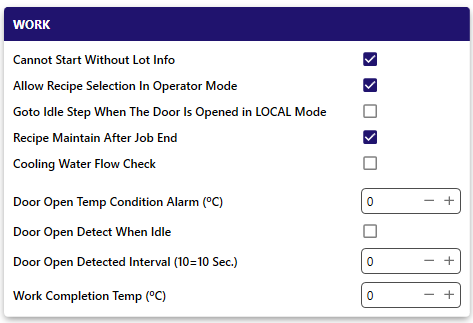 WORK
Cannot Start Without Lot Info
Allow Recipe Selection In Operator Mode
Goto Idle Step When The Door Is Opened in LOCAL Mode
Recipe Maintain After Job End
Cooling Water Flow Check
Door Open Temp Condition Alarm (ºC) 0
Door Open Detect When Idle
Door Open Detected Interval (10=10 Sec.) 0
Work Completion Temp (ºC) 0